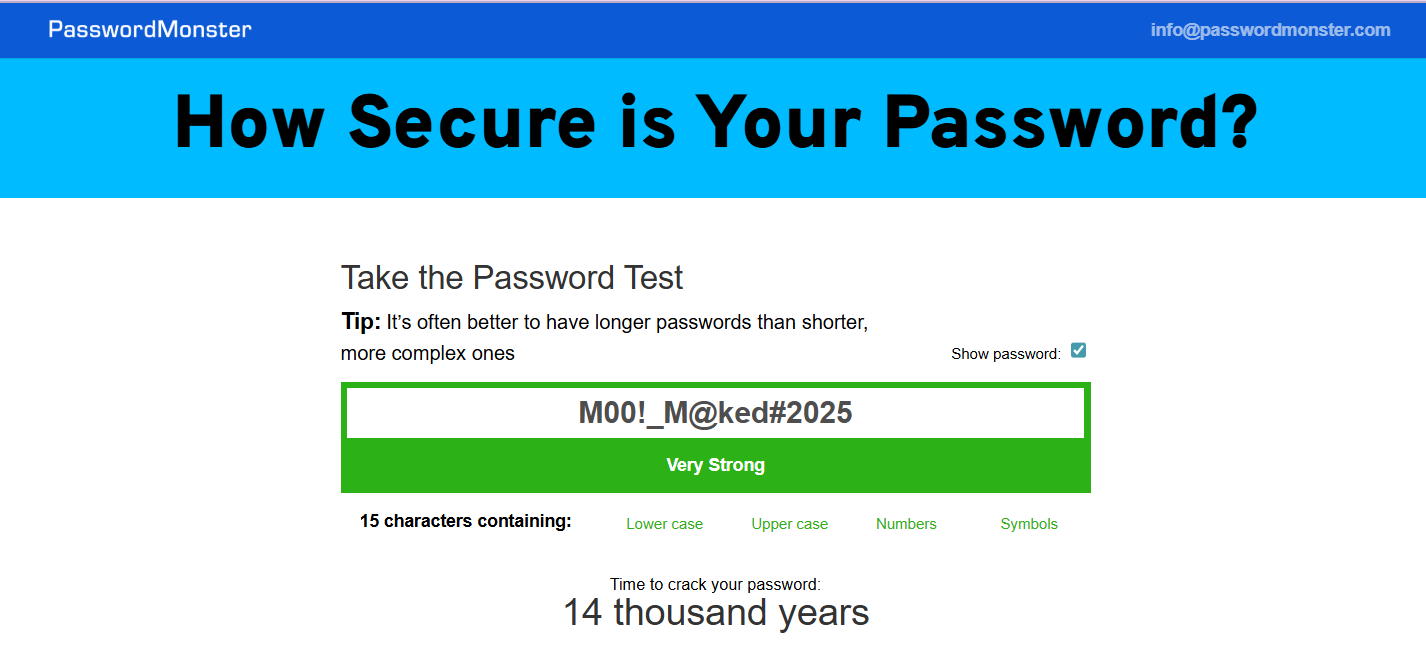 PasswordMonster
info@passwordmonster.com
How Secure is Your Password?
Take the Password Test
Tip: It's often better to have longer passwords than shorter,
more complex ones
Show password:
M00!_M@ked#2025
Very Strong
15 characters containing:
Lower case
Upper case
Numbers
Symbols
Time to crack your password:
14 thousand years